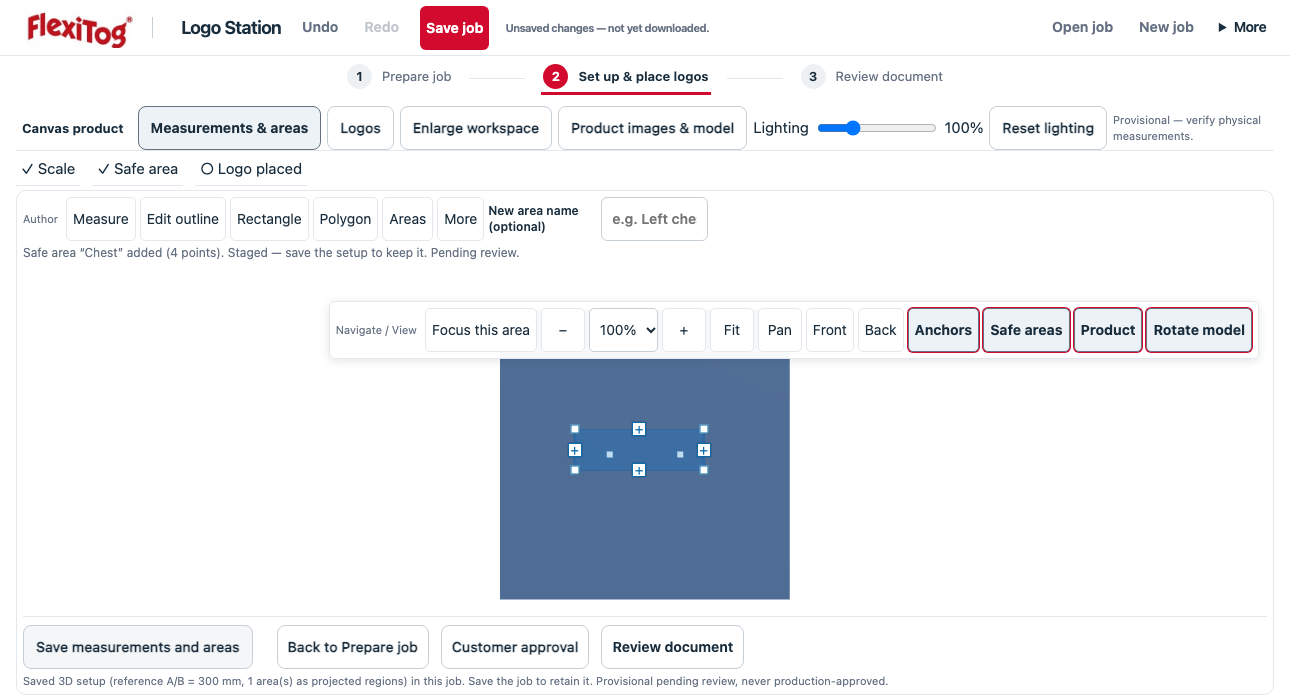 FlexiTog®
Logo Station
Undo
Redo
Save job
Unsaved changes — not yet downloaded.
Open job
New job
▶ More
1 Prepare job
2 Set up & place logos
3 Review document
Canvas product
Measurements & areas
Logos
Enlarge workspace
Product images & model
Lighting
100%
Reset lighting
Provisional — verify physical
measurements.
✓ Scale
✓ Safe area
○ Logo placed
Author
Measure
Edit outline
Rectangle
Polygon
Areas
More
New area name
(optional)
e.g. Left che
Safe area “Chest” added (4 points). Staged — save the setup to keep it. Pending review.
Navigate / View
Focus this area
−
100%
+
Fit
Pan
Front
Back
Anchors
Safe areas
Product
Rotate model
Save measurements and areas
Back to Prepare job
Customer approval
Review document
Saved 3D setup (reference A/B = 300 mm, 1 area(s) as projected regions) in this job. Save the job to retain it. Provisional pending review, never production-approved.